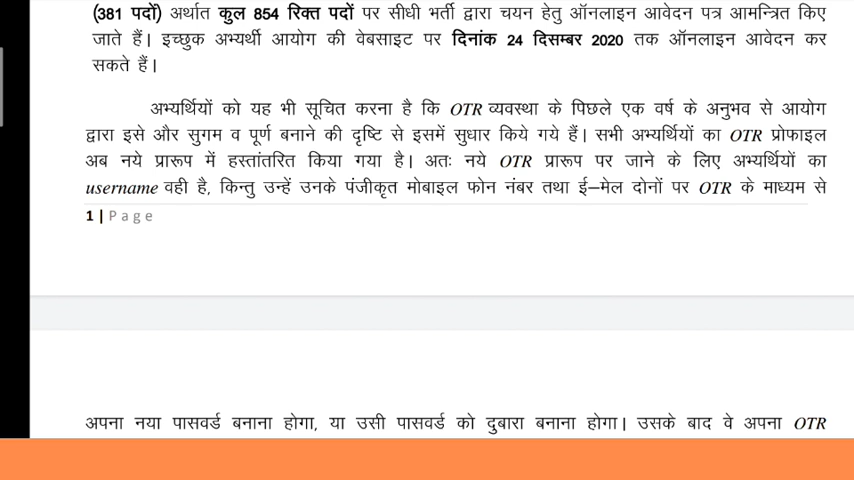 (381 पदों) अर्थात कुल 854 रिक्त पदों पर सीधी भर्ती द्वारा चयन हेतु ऑनलाइन आवेदन पत्र आमन्त्रित किए
जाते हैं। इच्छुक अभ्यर्थी आयोग की वेबसाइट पर दिनांक 24 दिसम्बर 2020 तक ऑनलाइन आवेदन कर
सकते हैं।
अभ्यर्थियों को यह भी सूचित करना है कि OTR व्यवस्था के पिछले एक वर्ष के अनुभव से आयोग
द्वारा इसे और सुगम व पूर्ण बनाने की दृष्टि से इसमें सुधार किये गये हैं। सभी अभ्यर्थियों का OTR प्रोफाइल
अब नये प्रारूप में हस्तांतरित किया गया है। अतः नये OTR प्रारूप पर जाने के लिए अभ्यर्थियों का
username वही है, किन्तु उन्हें उनके पंजीकृत मोबाइल फोन नंबर तथा ई–मेल दोनों पर OTR के माध्यम से
1 | Page
अपना नया पासवर्ड बनाना होगा, या उसी पासवर्ड को दुबारा बनाना होगा। उसके बाद वे अपना OTR